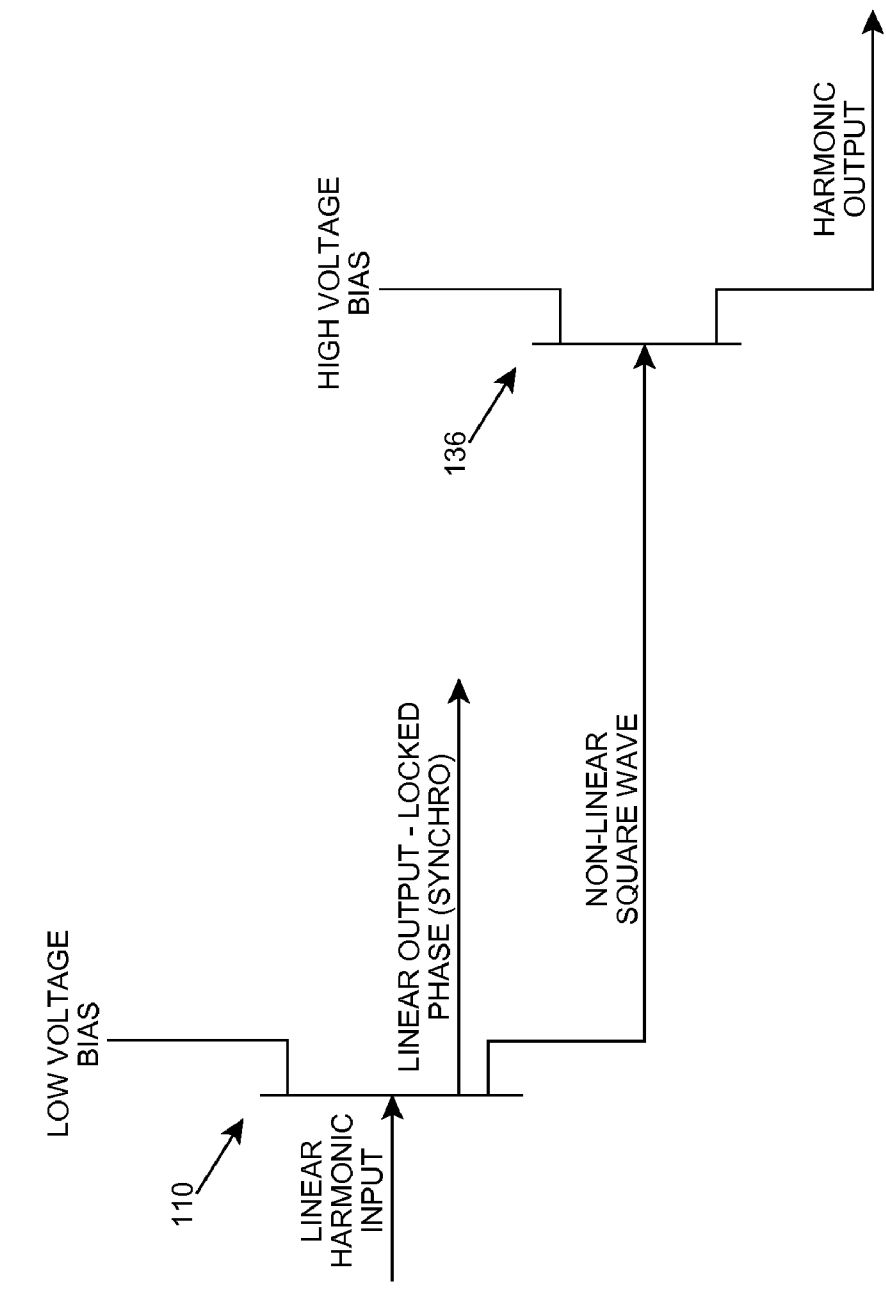 LOW VOLTAGE
BIAS
110
LINEAR
HARMONIC
INPUT
LINEAR OUTPUT - LOCKED
PHASE (SYNCHRO)
NON-LINEAR
SQUARE WAVE
HIGH VOLTAGE
BIAS
136
HARMONIC
OUTPUT